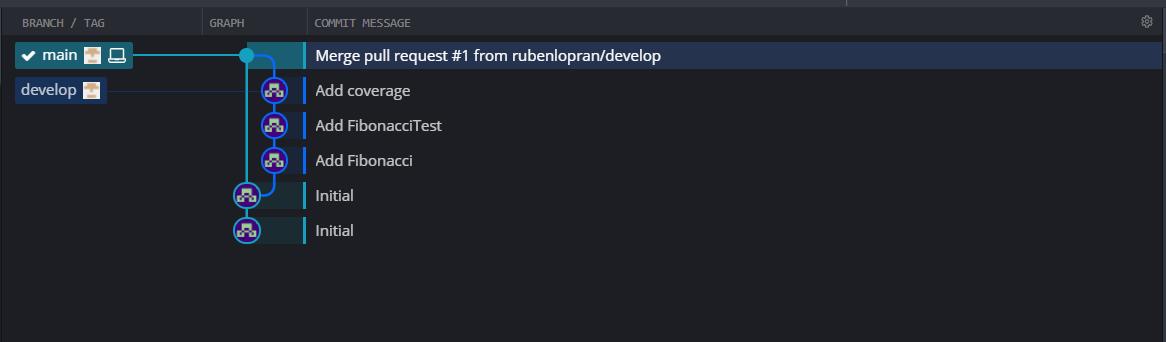 BRANCH / TAG GRAPH COMMIT MESSAGE
main Merge pull request #1 from rubenlopran/develop
develop Add coverage
Add FibonacciTest
Add Fibonacci
Initial
Initial